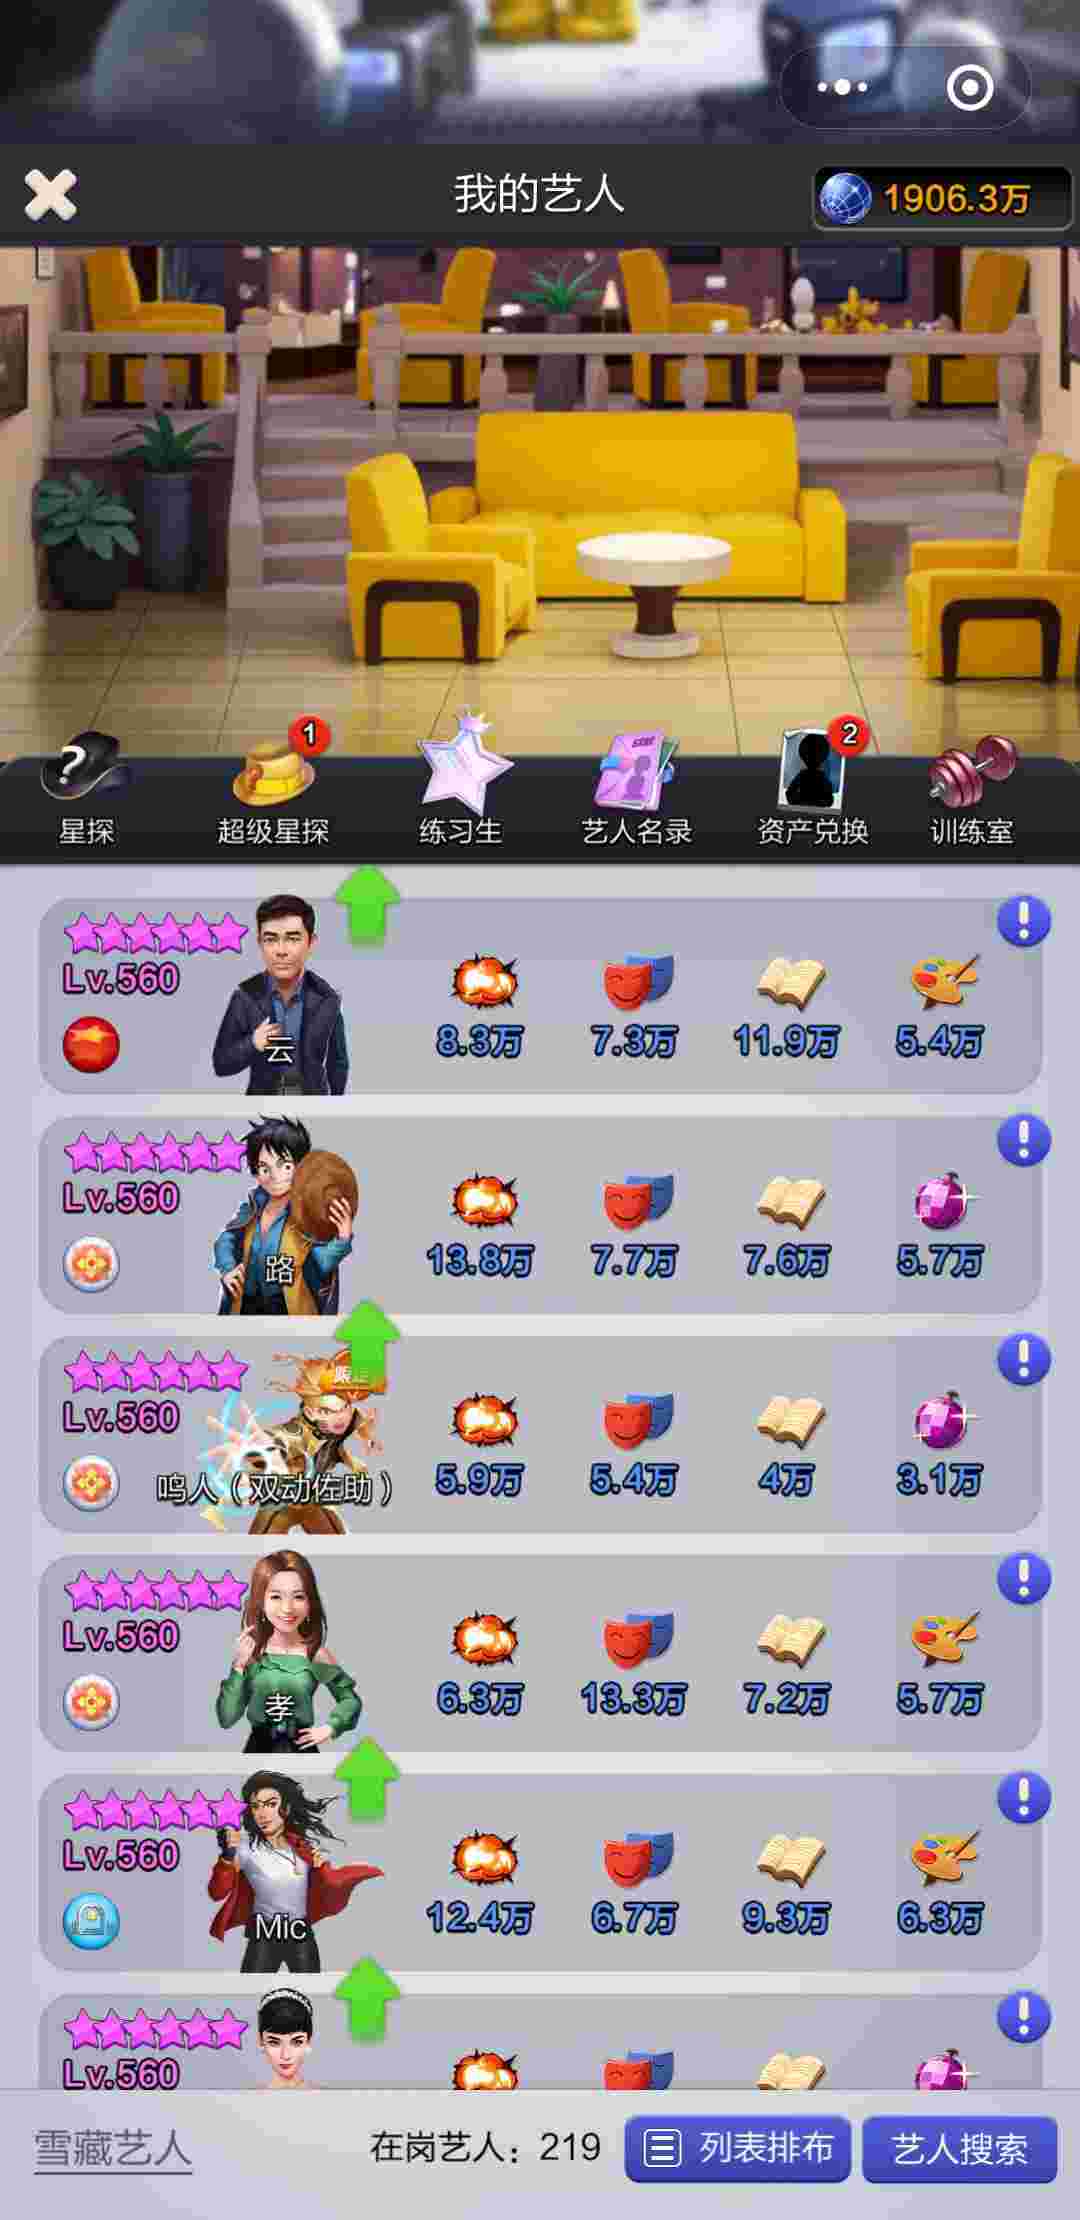 我的艺人
1906.3万
星探
1
超级星探
练习生
艺人名录
2
资产兑换
训练室
Lv.560
云
8.3万 7.3万 11.9万 5.4万
Lv.560
路
13.8万 7.7万 7.6万 5.7万
Lv.560
鸣人（双动佐助）
5.9万 5.4万 4万 3.1万
Lv.560
孝
6.3万 13.3万 7.2万 5.7万
Lv.560
Mic
12.4万 6.7万 9.3万 6.3万
Lv.560
雪藏艺人 在岗艺人：219 列表排布 艺人搜索